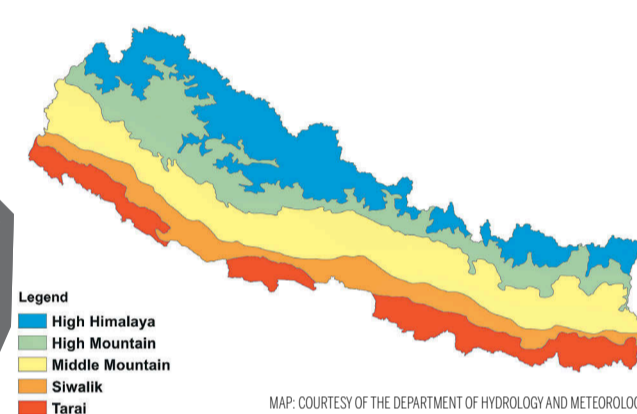 Legend
High Himalaya
High Mountain
Middle Mountain
Siwalik
Tarai
MAP: COURTESY OF THE DEPARTMENT OF HYDROLOGY AND METEOROLOG